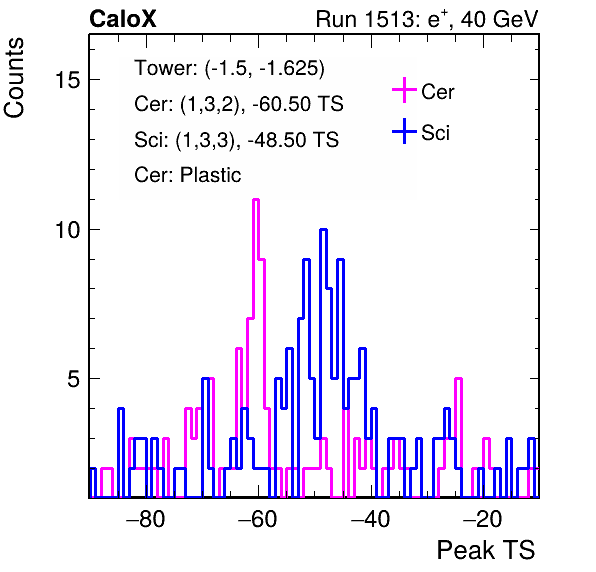 CaloX Run 1513: e⁺, 40 GeV
Counts
Tower: (-1.5, -1.625)
Cer: (1,3,2), -60.50 TS
Sci: (1,3,3), -48.50 TS
Cer: Plastic
Cer
Sci
15
10
5
−80 −60 −40 −20
Peak TS